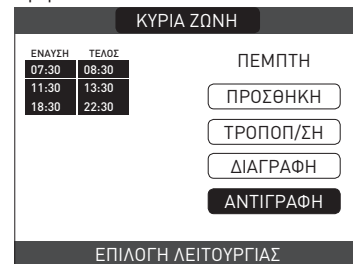 ΚΥΡΙΑ ΖΩΝΗ
ΕΝΑΥΣΗ ΤΕΛΟΣ
07:30 08:30
11:30 13:30
18:30 22:30
ΠΕΜΠΤΗ
ΠΡΟΣΘΗΚΗ
ΤΡΟΠΟΠ/ΣΗ
ΔΙΑΓΡΑΦΗ
ΑΝΤΙΓΡΑΦΗ
ΕΠΙΛΟΓΗ ΛΕΙΤΟΥΡΓΙΑΣ